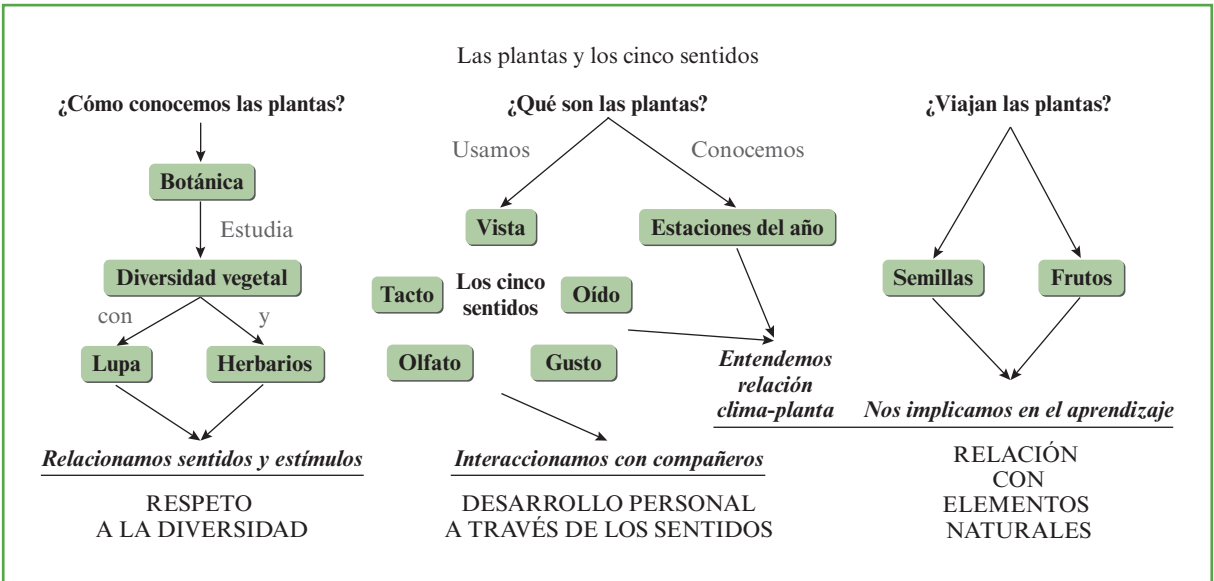 Las plantas y los cinco sentidos
¿Cómo conocemos las plantas?
Botánica
Estudia
Diversidad vegetal
con
y
Lupa
Herbarios
Relacionamos sentidos y estímulos
RESPETO
A LA DIVERSIDAD
¿Qué son las plantas?
Usamos
Conocemos
Vista
Estaciones del año
Tacto
Los cinco
sentidos
Oído
Olfato
Gusto
Entendemos
relación
clima-planta
Interaccionamos con compañeros
DESARROLLO PERSONAL
A TRAVÉS DE LOS SENTIDOS
¿Viajan las plantas?
Semillas
Frutos
Nos implicamos en el aprendizaje
RELACIÓN
CON
ELEMENTOS
NATURALES